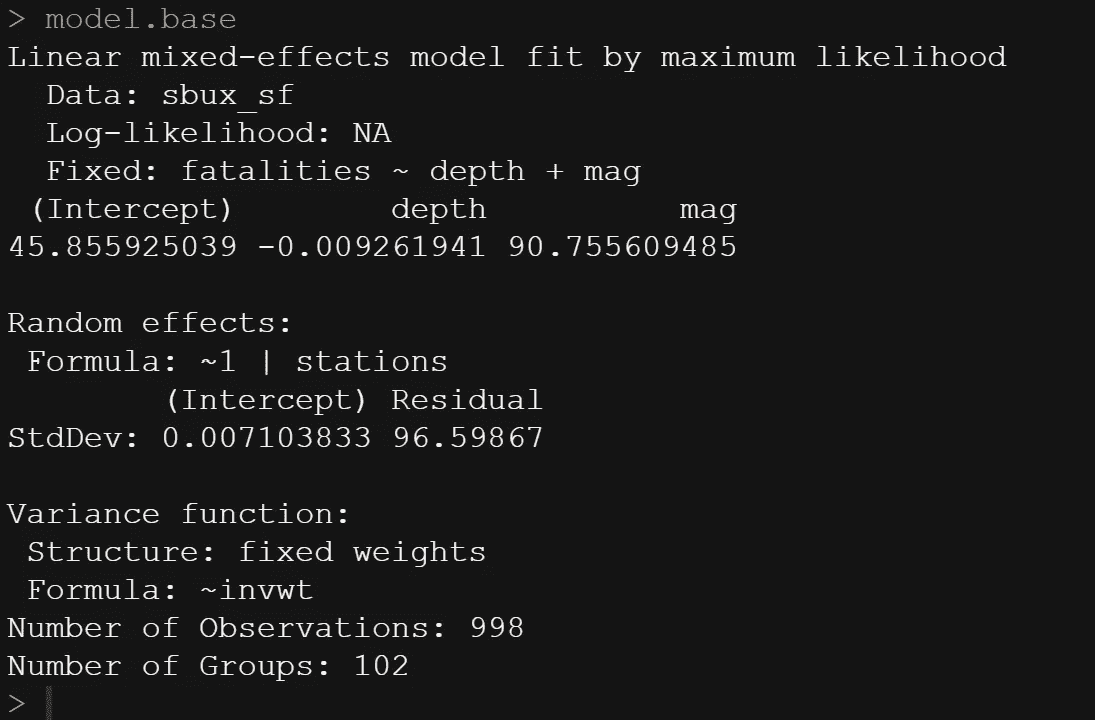 > model.base
Linear mixed-effects model fit by maximum likelihood
  Data: sbux_sf
  Log-likelihood: NA
  Fixed: fatalities ~ depth + mag
 (Intercept)        depth          mag
45.855925039 -0.009261941 90.755609485

Random effects:
 Formula: ~1 | stations
        (Intercept) Residual
StdDev: 0.007103833 96.59867

Variance function:
 Structure: fixed weights
 Formula: ~invwt
Number of Observations: 998
Number of Groups: 102
>